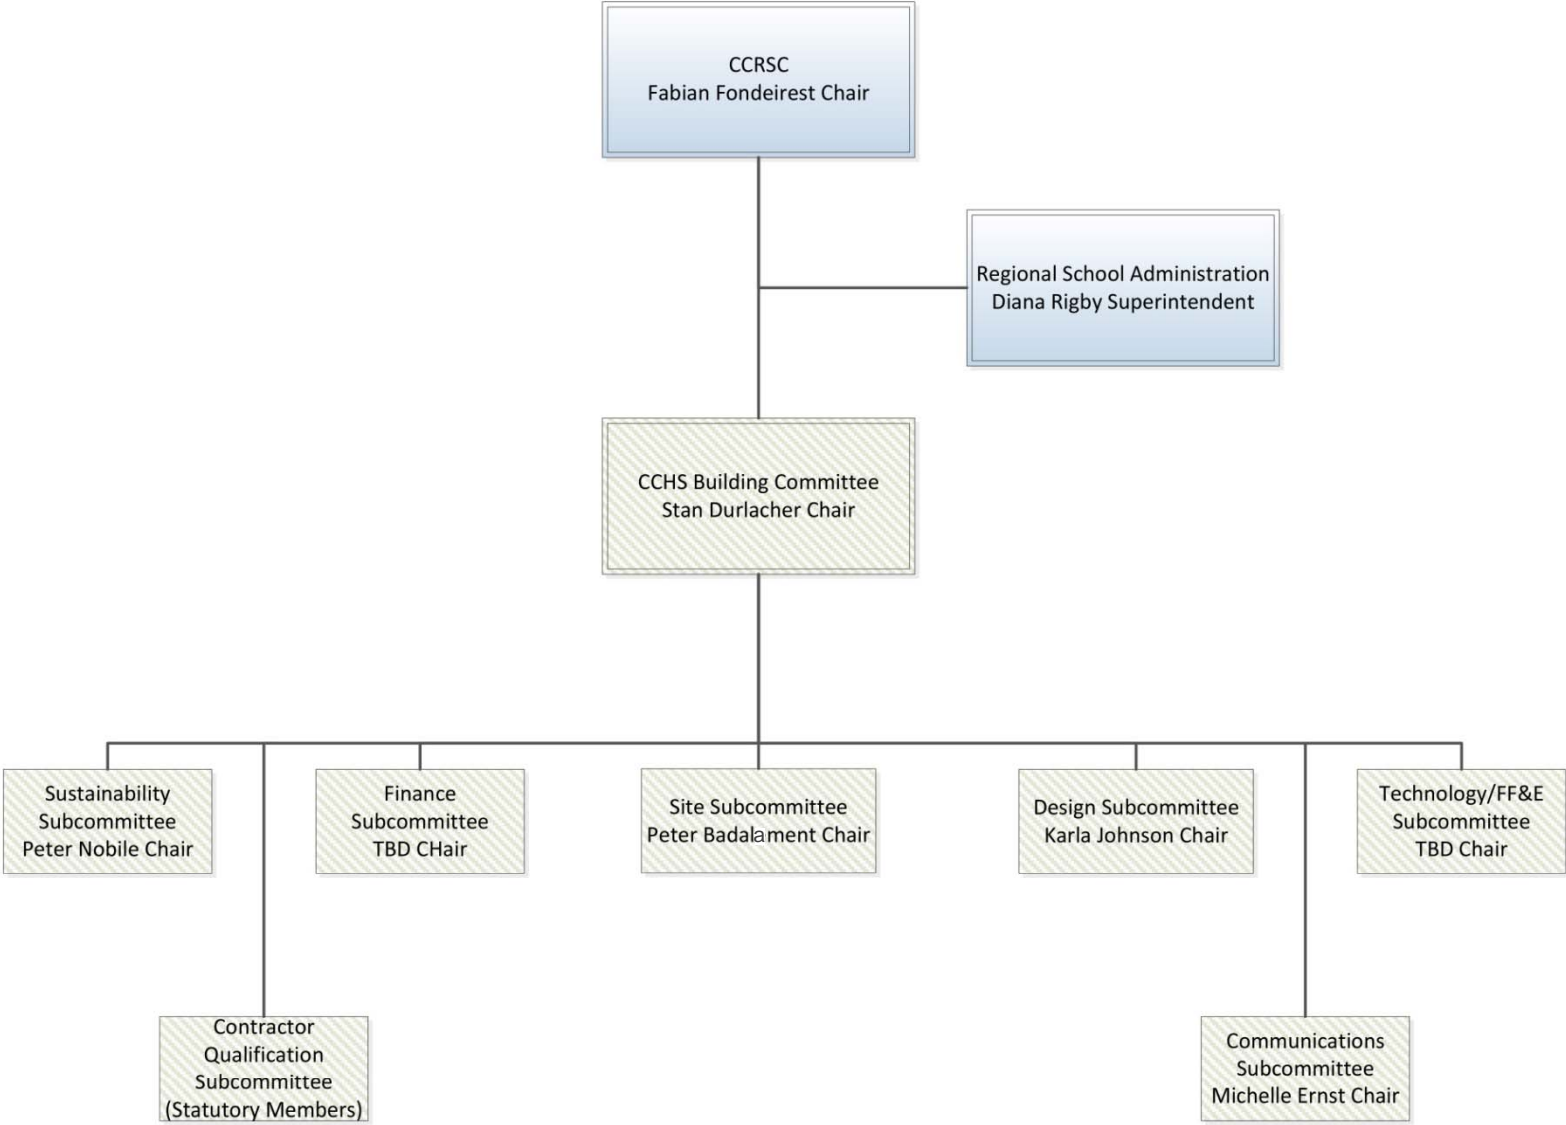 CCRSC
Fabian Fondeirest Chair
Regional School Administration
Diana Rigby Superintendent
CCHS Building Committee
Stan Durlacher Chair
Sustainability
Subcommittee
Peter Nobile Chair
Finance
Subcommittee
TBD CHair
Site Subcommittee
Peter Badalament Chair
Design Subcommittee
Karla Johnson Chair
Technology/FF&E
Subcommittee
TBD Chair
Contractor
Qualification
Subcommittee
(Statutory Members)
Communications
Subcommittee
Michelle Ernst Chair